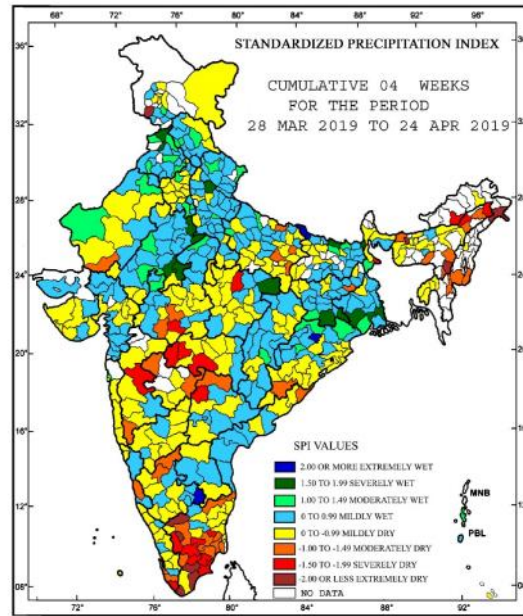 68° 72° 76° 80° 84° 88° 92° 96°
STANDARDIZED PRECIPITATION INDEX
CUMULATIVE 04 WEEKS
FOR THE PERIOD
28 MAR 2019 TO 24 APR 2019
36°
32°
28°
24°
20°
16°
12°
08°
SPI VALUES
2.00 OR MORE EXTREMELY WET
1.50 TO 1.99 SEVERELY WET
1.00 TO 1.49 MODERATELY WET
0 TO 0.99 MILDLY WET
0 TO -0.99 MILDLY DRY
-1.00 TO -1.49 MODERATELY DRY
-1.50 TO -1.99 SEVERELY DRY
-2.00 OR LESS EXTREMELY DRY
NO DATA
MNB
PBL
72° 76° 80° 84° 88° 92°